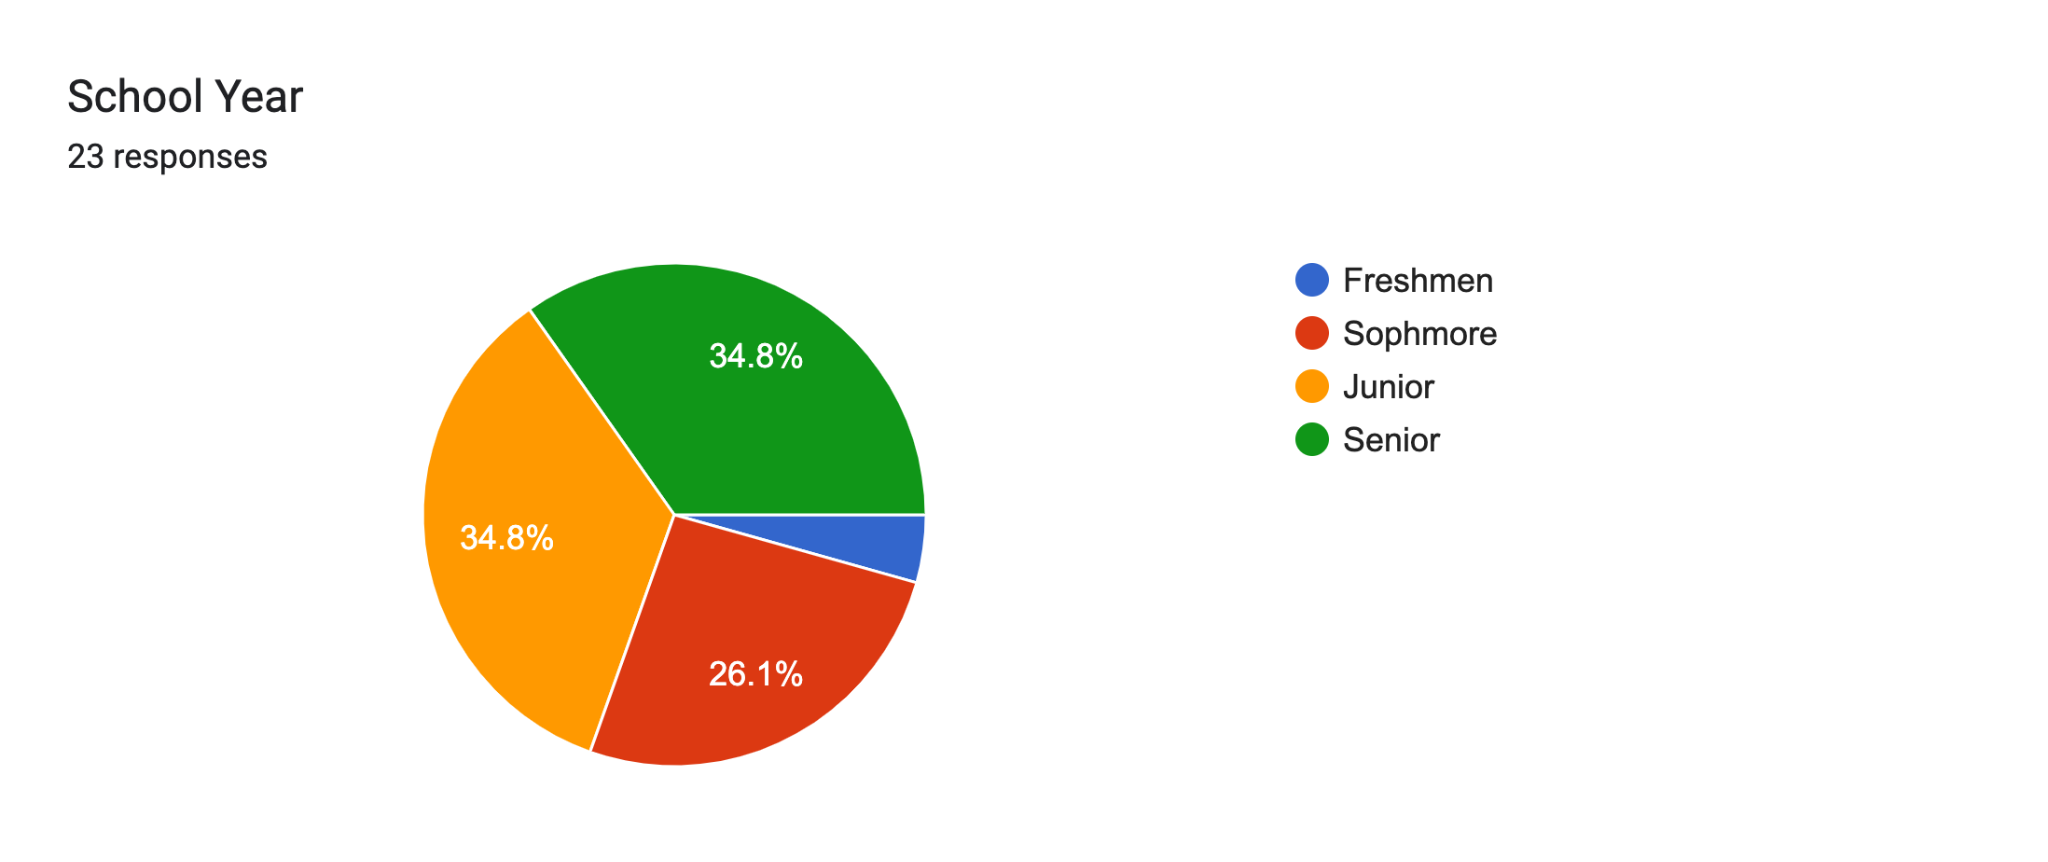 School Year
23 responses
34.8%
34.8%
26.1%
Freshmen
Sophmore
Junior
Senior